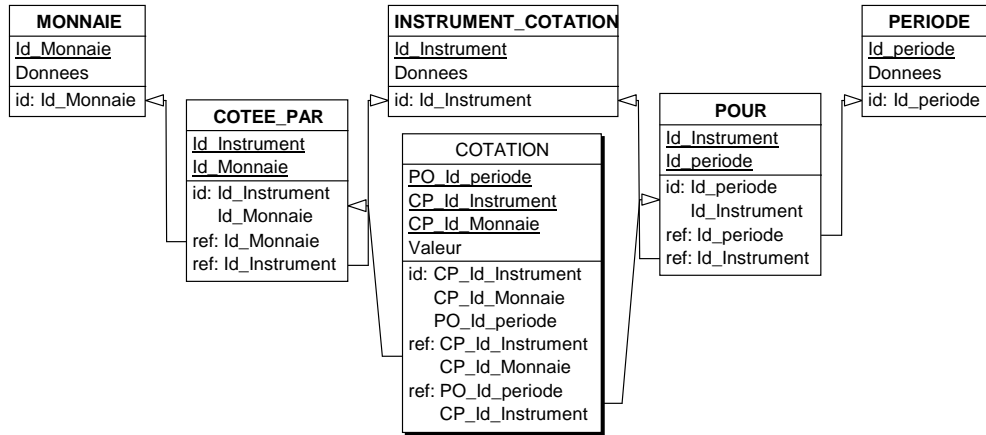 MONNAIE
Id_Monnaie
Donnees
id: Id_Monnaie
COTEE_PAR
Id_Instrument
Id_Monnaie
id: Id_Instrument
Id_Monnaie
ref: Id_Monnaie
ref: Id_Instrument
INSTRUMENT_COTATION
Id_Instrument
Donnees
id: Id_Instrument
COTATION
PO_Id_periode
CP_Id_Instrument
CP_Id_Monnaie
Valeur
id: CP_Id_Instrument
CP_Id_Monnaie
PO_Id_periode
ref: CP_Id_Instrument
CP_Id_Monnaie
ref: PO_Id_periode
CP_Id_Instrument
POUR
Id_Instrument
Id_periode
id: Id_periode
Id_Instrument
ref: Id_periode
ref: Id_Instrument
PERIODE
Id_periode
Donnees
id: Id_periode